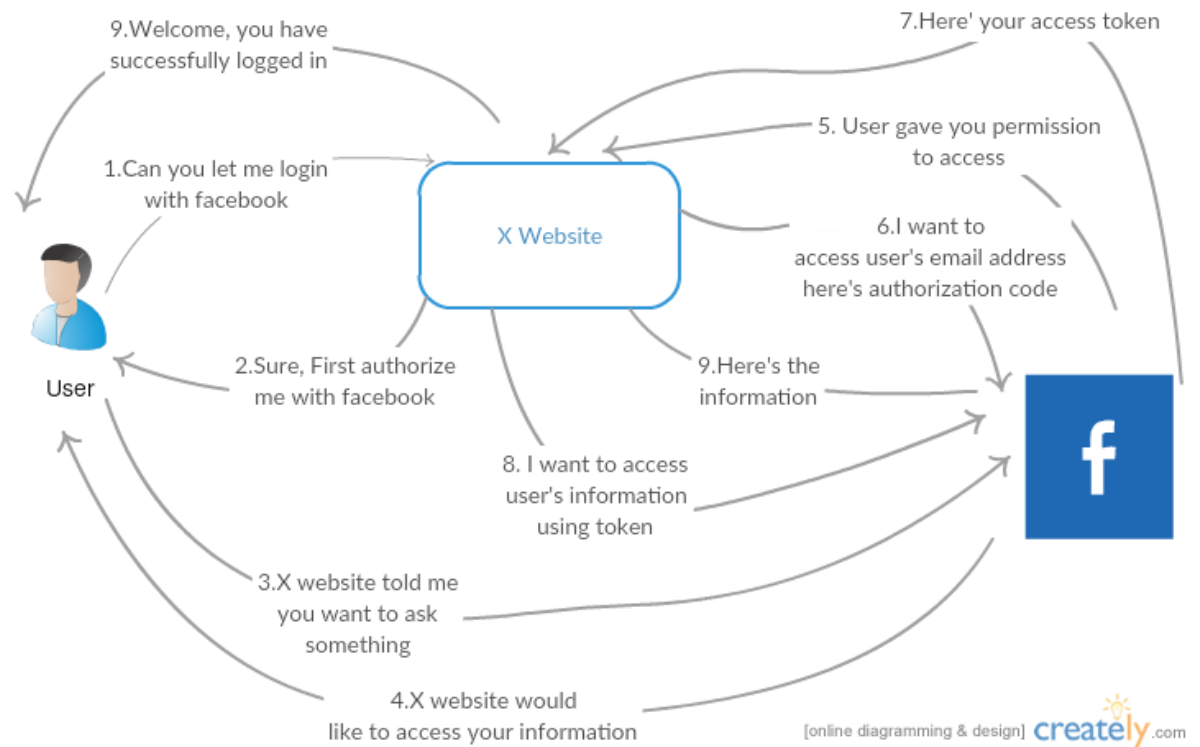 9.Welcome, you have
successfully logged in
7.Here' your access token
5. User gave you permission
to access
1.Can you let me login
with facebook
X Website
6.I want to
access user's email address
here's authorization code
User
2.Sure, First authorize
me with facebook
9.Here's the
information
f
8. I want to access
user's information
using token
3.X website told me
you want to ask
something
4.X website would
like to access your information
[online diagramming & design] creately.com